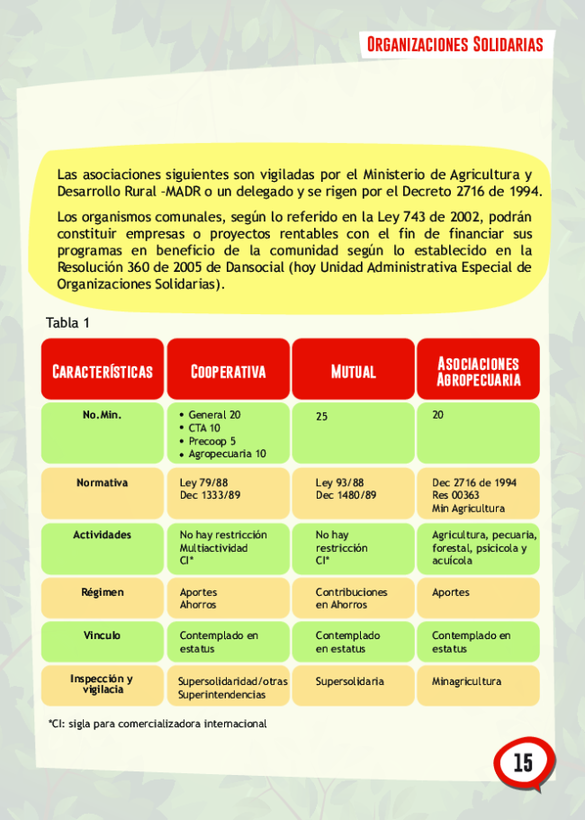 Organizaciones Solidarias
Las asociaciones siguientes son vigiladas por el Ministerio de Agricultura y
Desarrollo Rural -MADR o un delegado y se rigen por el Decreto 2716 de 1994.
Los organismos comunales, según lo referido en la Ley 743 de 2002, podrán
constituir empresas o proyectos rentables con el fin de financiar sus
programas en beneficio de la comunidad según lo establecido en la
Resolución 360 de 2005 de Dansocial (hoy Unidad Administrativa Especial de
Organizaciones Solidarias).
Tabla 1
Características
Cooperativa
Mutual
Asociaciones
Agropecuaria
No.Min.
• General 20
• CTA 10
• Precoop 5
• Agropecuaria 10
25
20
Normativa
Ley 79/88
Dec 1333/89
Ley 93/88
Dec 1480/89
Dec 2716 de 1994
Res 00363
Min Agricultura
Actividades
No hay restricción
Multiactividad
CI*
No hay
restricción
CI*
Agricultura, pecuaria,
forestal, psicicola y
acuícola
Régimen
Aportes
Ahorros
Contribuciones
en Ahorros
Aportes
Vinculo
Contemplado en
estatus
Contemplado
en estatus
Contemplado en
estatus
Inspección y
vigilacia
Supersolidaridad/otras
Superintendencias
Supersolidaria
Minagricultura
*CI: sigla para comercializadora internacional
15